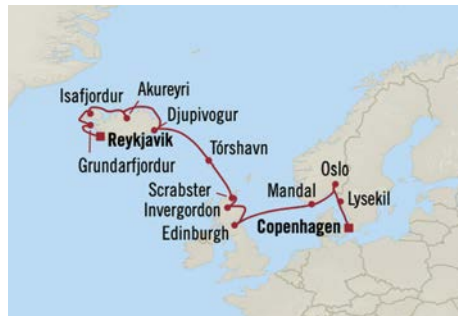 Akureyri
Isafjordur
Djupivogur
Reykjavik
Grundarfjordur
Tórshavn
Oslo
Scrabster
Mandal
Lysekil
Invergordon
Edinburgh
Copenhagen